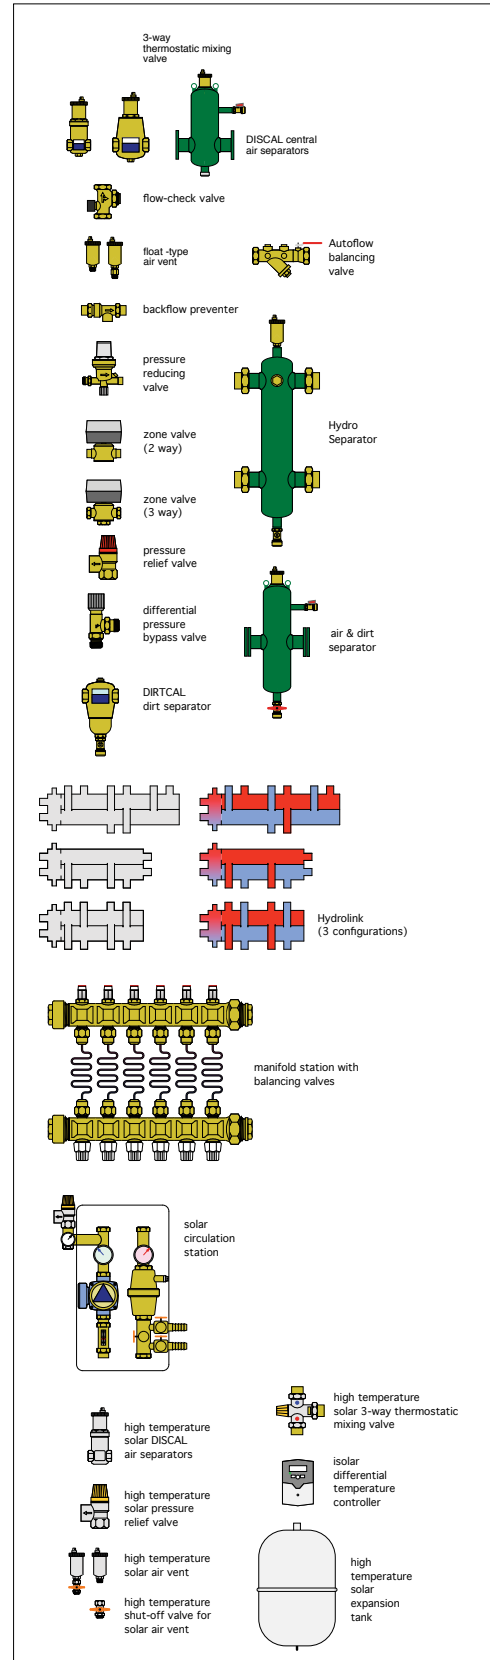 3-way
thermostatic mixing
valve
DISCAL central
air separators
flow-check valve
float -type
air vent
Autoflow
balancing
valve
backflow preventer
pressure
reducing
valve
Hydro
Separator
zone valve
(2 way)
zone valve
(3 way)
pressure
relief valve
differential
pressure
bypass valve
air & dirt
separator
DIRTCAL
dirt separator
Hydrolink
(3 configurations)
manifold station with
balancing valves
solar
circulation
station
high temperature
solar 3-way thermostatic
mixing valve
high temperature
solar DISCAL
air separators
isolar
differential
temperature
controller
high temperature
solar pressure
relief valve
high temperature
solar air vent
high
temperature
solar
expansion
tank
high temperature
shut-off valve for
solar air vent